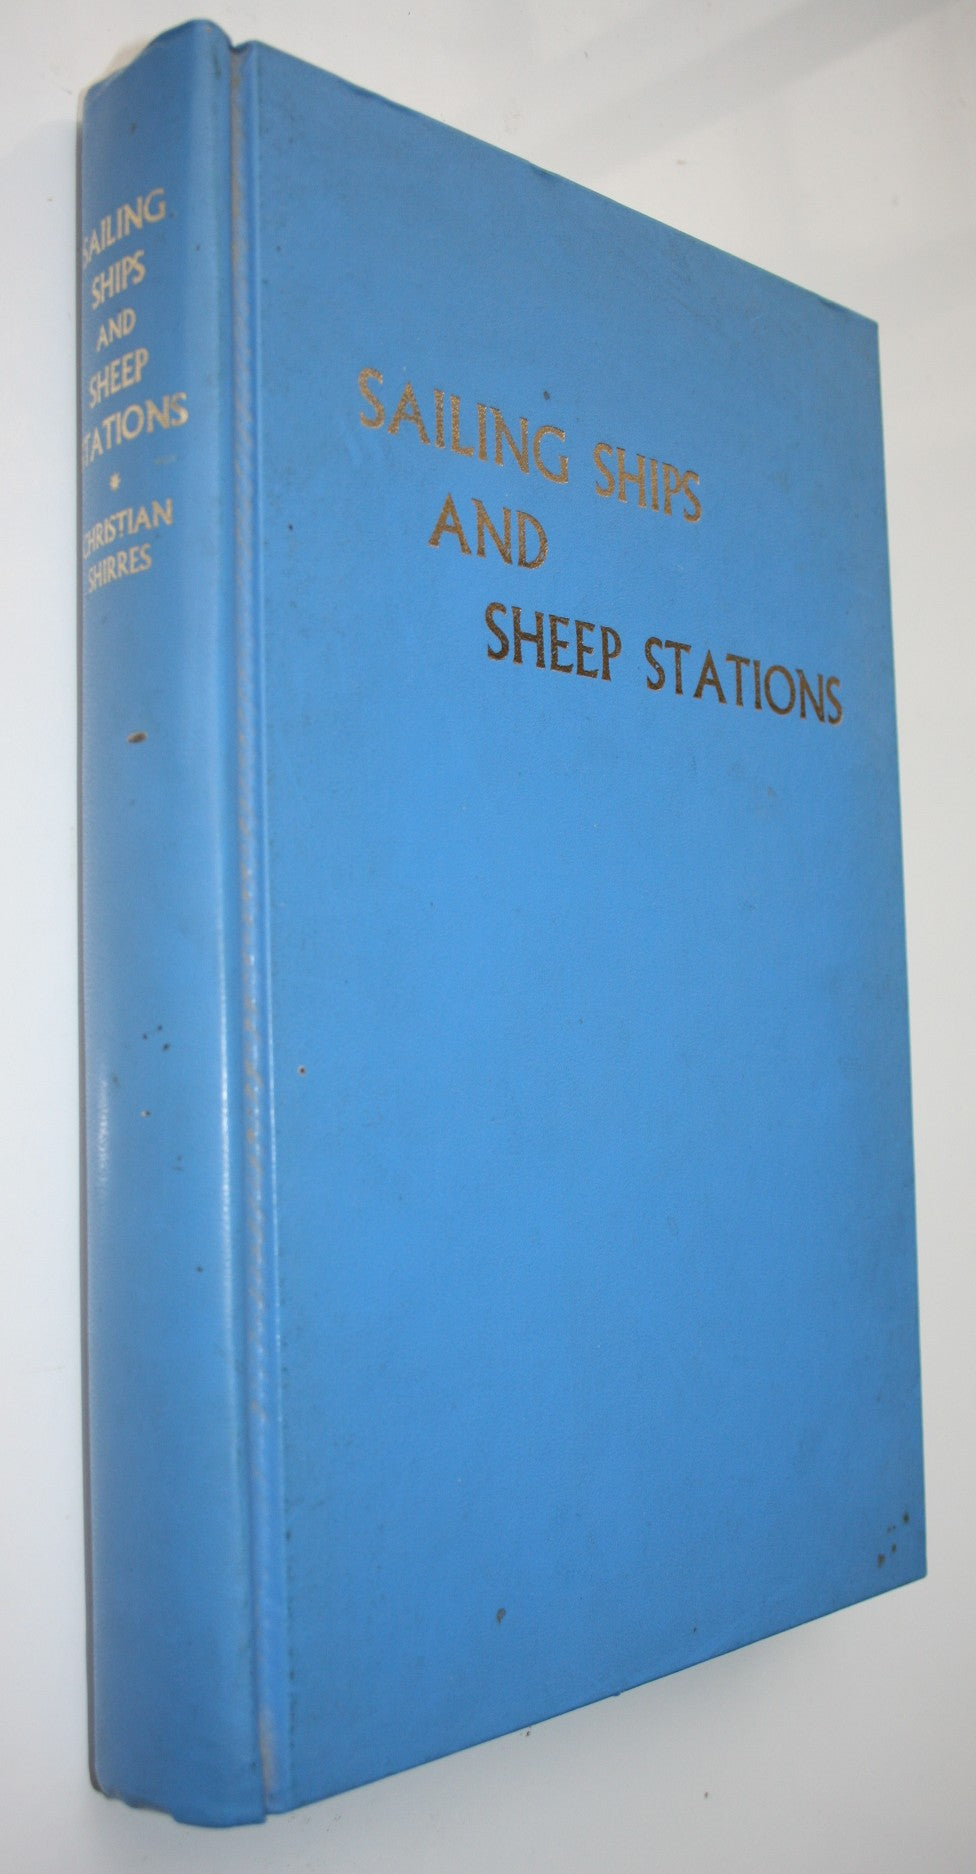 SAILING
SHIPS
AND
SHEEP
STATIONS
*
CHRISTIAN
SHIRRES
SAILING SHIPS
AND
SHEEP STATIONS